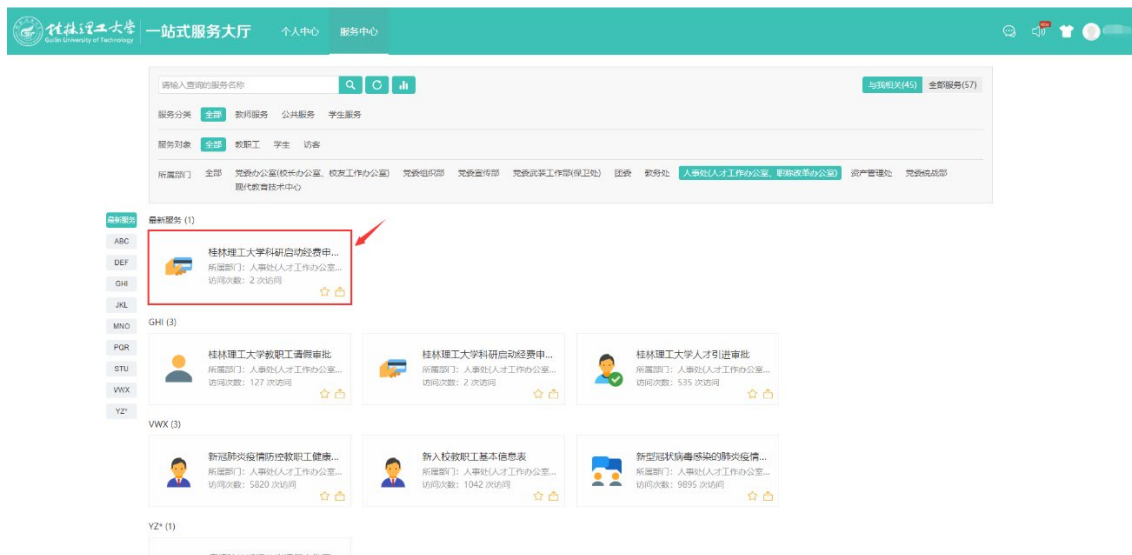 桂林理工大学 一站式服务大厅 个人中心 服务中心
Guilin University of Technology
请输入查询的服务名称 与我相关(45) 全部服务(57)
服务分类 全部 教师服务 公共服务 学生服务
服务对象 全部 教职工 学生 访客
所属部门 全部 党委办公室(校长办公室、校友工作办公室) 党委组织部 党委宣传部 党委武装工作部(保卫处) 团委 教务处 人事处(人才工作办公室、职称改革办公室) 资产管理处 党委统战部
现代教育技术中心
最新服务 最新服务 (1)
ABC
DEF
GHI
JKL
MNO
PQR
STU
VWX
YZ*
桂林理工大学科研启动经费申...
所属部门：人事处(人才工作办公室...
访问次数：2 次访问
GHI (3)
桂林理工大学教职工请假审批
所属部门：人事处(人才工作办公室...
访问次数：127 次访问
桂林理工大学科研启动经费申...
所属部门：人事处(人才工作办公室...
访问次数：2 次访问
桂林理工大学人才引进审批
所属部门：人事处(人才工作办公室...
访问次数：535 次访问
VWX (3)
新冠肺炎疫情防控教职工健康...
所属部门：人事处(人才工作办公室...
访问次数：5820 次访问
新入校教职工基本信息表
所属部门：人事处(人才工作办公室...
访问次数：1042 次访问
新型冠状病毒感染的肺炎疫情...
所属部门：人事处(人才工作办公室...
访问次数：9895 次访问
YZ* (1)